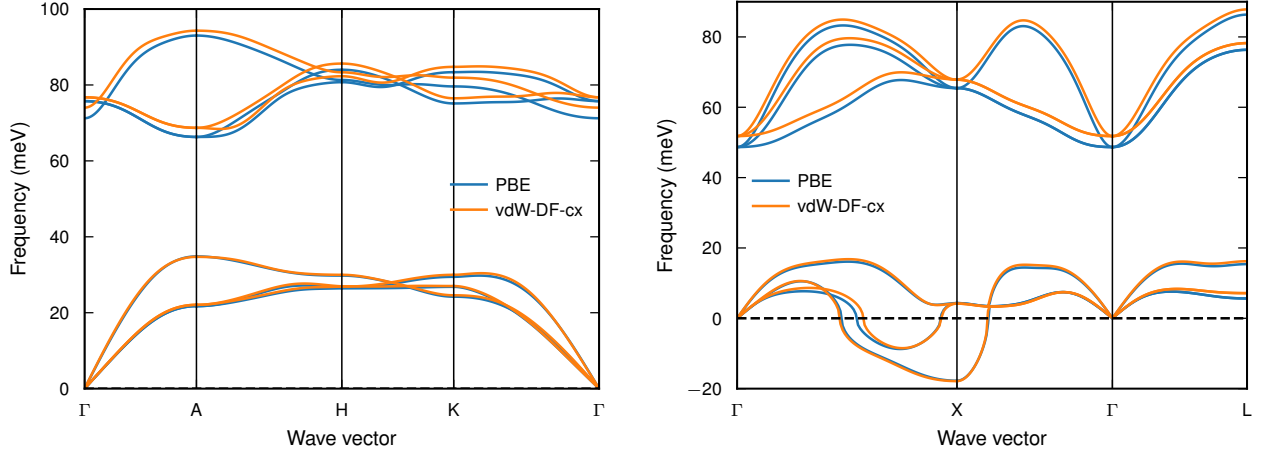 100
80
60
40
20
0
Frequency (meV)
PBE
vdW-DF-cx
Γ A H K Γ
Wave vector
80
60
40
20
0
−20
Frequency (meV)
PBE
vdW-DF-cx
Γ X Γ L
Wave vector